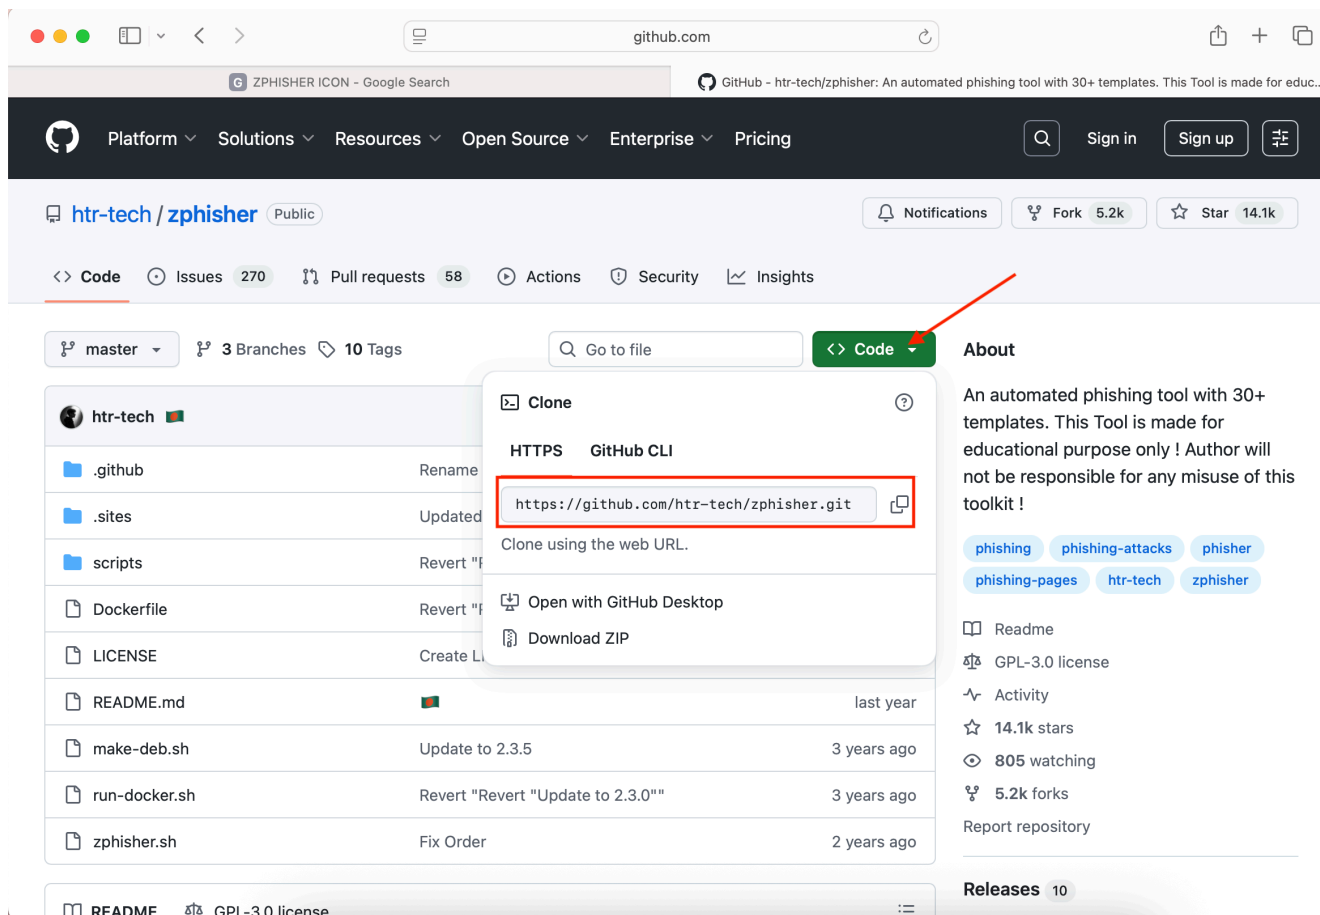 github.com
G ZPHISHER ICON - Google Search
GitHub - htr-tech/zphisher: An automated phishing tool with 30+ templates. This Tool is made for educ...
Platform Solutions Resources Open Source Enterprise Pricing Sign in Sign up
htr-tech / zphisher Public
Notifications Fork 5.2k Star 14.1k
Code Issues 270 Pull requests 58 Actions Security Insights
master 3 Branches 10 Tags Go to file Code
htr-tech
.github Rename
.sites Updated
scripts Revert "F
Dockerfile Revert "F
LICENSE Create LI
README.md last year
make-deb.sh Update to 2.3.5 3 years ago
run-docker.sh Revert "Revert "Update to 2.3.0"" 3 years ago
zphisher.sh Fix Order 2 years ago
README GPL-3.0 license
Clone
HTTPS GitHub CLI
https://github.com/htr-tech/zphisher.git
Clone using the web URL.
Open with GitHub Desktop
Download ZIP
About
An automated phishing tool with 30+
templates. This Tool is made for
educational purpose only ! Author will
not be responsible for any misuse of this
toolkit !
phishing phishing-attacks phisher
phishing-pages htr-tech zphisher
Readme
GPL-3.0 license
Activity
14.1k stars
805 watching
5.2k forks
Report repository
Releases 10